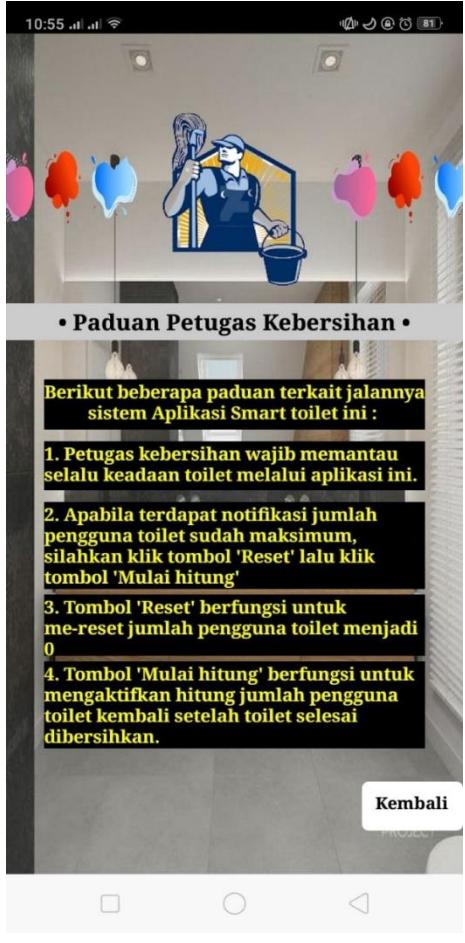 10:55
81
• Paduan Petugas Kebersihan •
Berikut beberapa paduan terkait jalannya
sistem Aplikasi Smart toilet ini :
1. Petugas kebersihan wajib memantau
selalu keadaan toilet melalui aplikasi ini.
2. Apabila terdapat notifikasi jumlah
pengguna toilet sudah maksimum,
silahkan klik tombol 'Reset' lalu klik
tombol 'Mulai hitung'
3. Tombol 'Reset' berfungsi untuk
me-reset jumlah pengguna toilet menjadi
0
4. Tombol 'Mulai hitung' berfungsi untuk
mengaktifkan hitung jumlah pengguna
toilet kembali setelah toilet selesai
dibersihkan.
Kembali
PROJECT